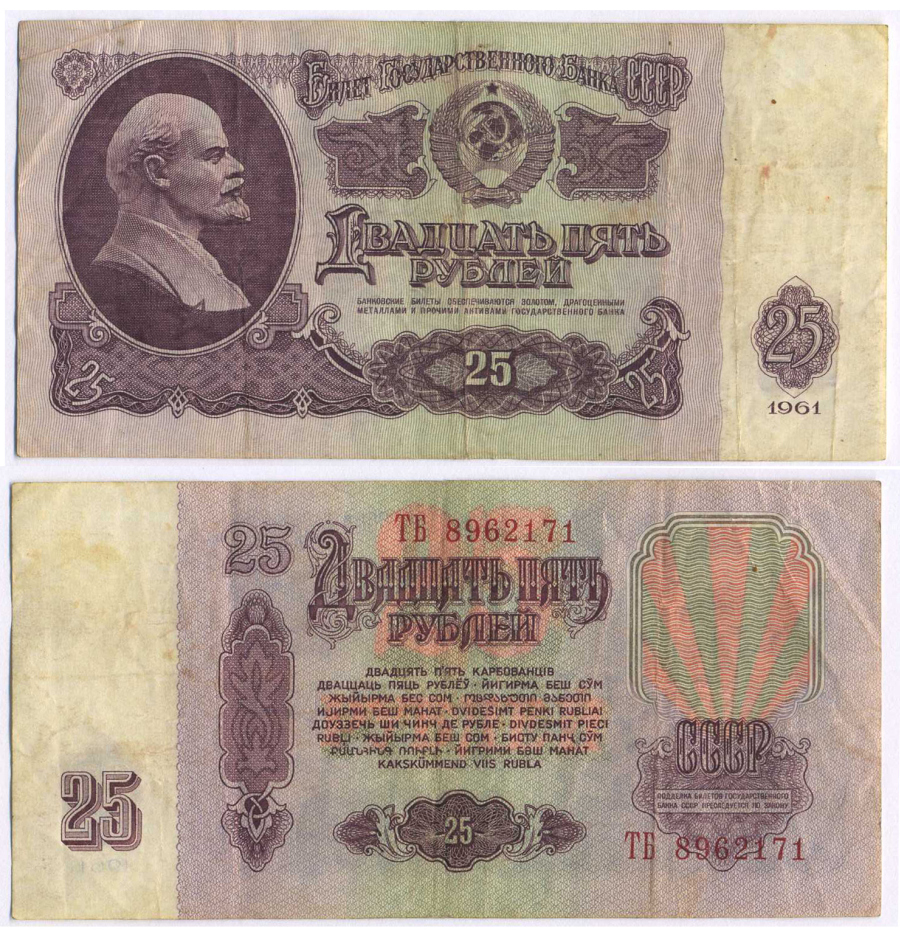 Билет Государственного Банка СССР
Двадцать пять
рублей
БАНКОВСКИЕ БИЛЕТЫ ОБЕСПЕЧИВАЮТСЯ ЗОЛОТОМ, ДРАГОЦЕННЫМИ
МЕТАЛЛАМИ И ПРОЧИМИ АКТИВАМИ ГОСУДАРСТВЕННОГО БАНКА
25
25
25
25
1961
ТБ 8962171
25
Двадцать пять
рублей
ДВАДЦЯТЬ П'ЯТЬ КАРБОВАНЦІВ
ДВАЦЦАЦЬ ПЯЦЬ РУБЛЁЎ · ЙИГИРМА БЕШ СЎМ
ЖЫЙЫРМА БЕС СОМ · ᲝᲪᲓᲐᲮᲣᲗᲘ ᲛᲐᲜᲔᲗᲘ
ИЈИРМИ БЕШ МАНАТ · DVIDEŠIMT PENKI RUBLIAI
ДОУЗЭЧЬ ШИ ЧИНЧ ДЕ РУБЛЕ · DIVDESMIT PIECI
RUBĻI · ЖЫЙЫРМА БЕШ СОМ · БИСТУ ПАНҶ СӮМ
ՔՍԱՆՀԻՆԳ ՌՈՒԲԼԻ · ЙИГРИМИ БӘШ МАНАТ
KAKSKÜMMEND VIIS RUBLA
СССР
ПОДДЕЛКА БИЛЕТОВ ГОСУДАРСТВЕННОГО
БАНКА СССР ПРЕСЛЕДУЕТСЯ ПО ЗАКОНУ
25
25
ТБ 8962171